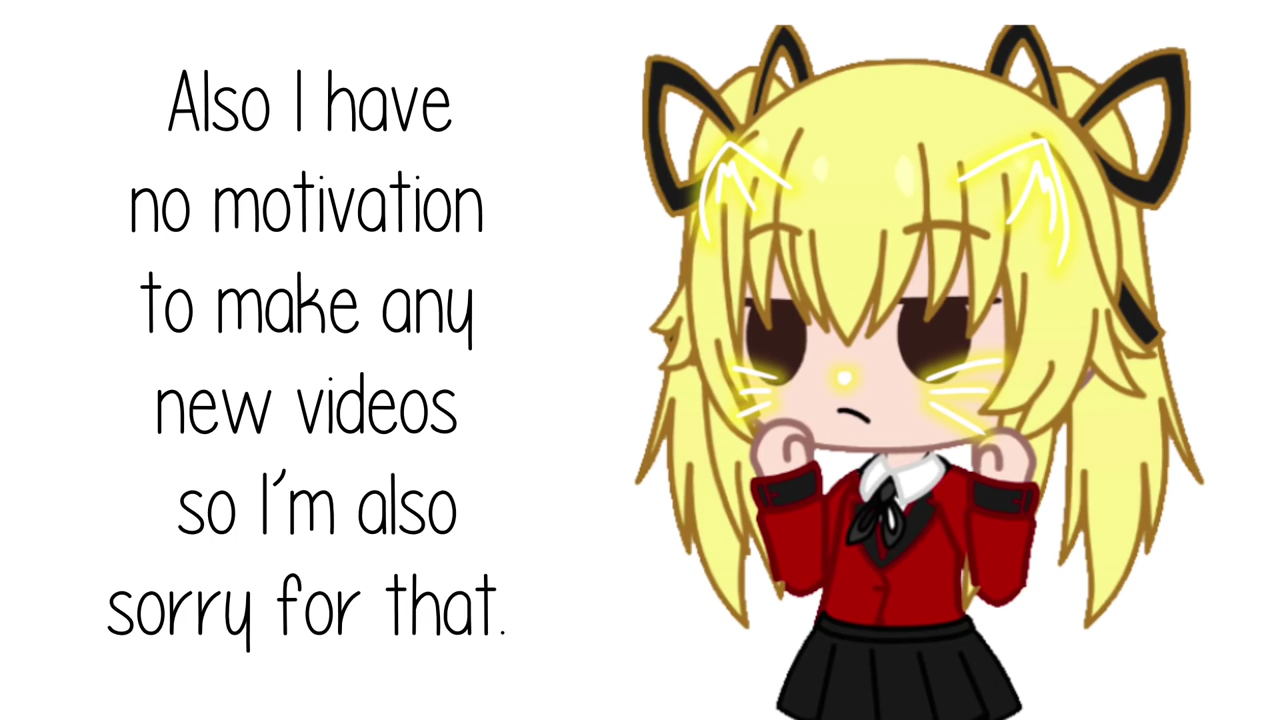 Also I have
no motivation
to make any
new videos
so I'm also
sorry for that.